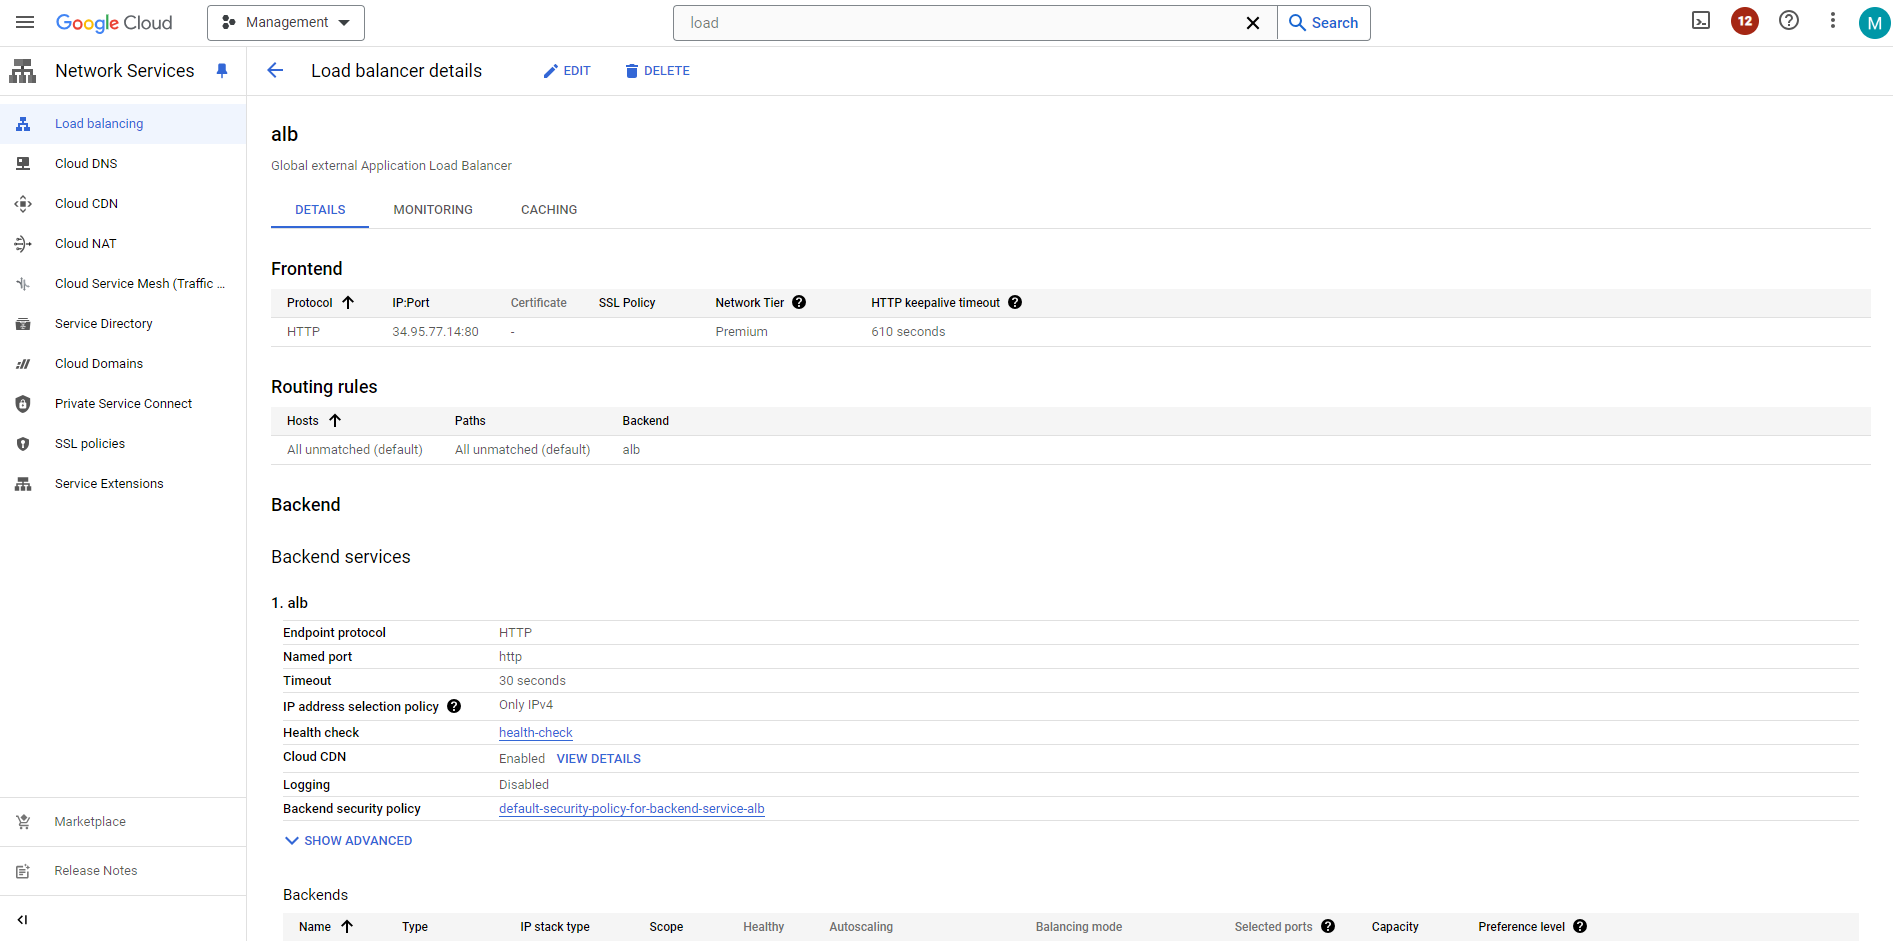 Google Cloud
Management
load
Search
12
M
Network Services
Load balancer details
EDIT
DELETE
Load balancing
Cloud DNS
Cloud CDN
Cloud NAT
Cloud Service Mesh (Traffic ...
Service Directory
Cloud Domains
Private Service Connect
SSL policies
Service Extensions
Marketplace
Release Notes
alb
Global external Application Load Balancer
DETAILS MONITORING CACHING
Frontend
Protocol IP:Port Certificate SSL Policy Network Tier HTTP keepalive timeout
HTTP 34.95.77.14:80 - Premium 610 seconds
Routing rules
Hosts Paths Backend
All unmatched (default) All unmatched (default) alb
Backend
Backend services
1. alb
Endpoint protocol HTTP
Named port http
Timeout 30 seconds
IP address selection policy Only IPv4
Health check health-check
Cloud CDN Enabled VIEW DETAILS
Logging Disabled
Backend security policy default-security-policy-for-backend-service-alb
SHOW ADVANCED
Backends
Name Type IP stack type Scope Healthy Autoscaling Balancing mode Selected ports Capacity Preference level